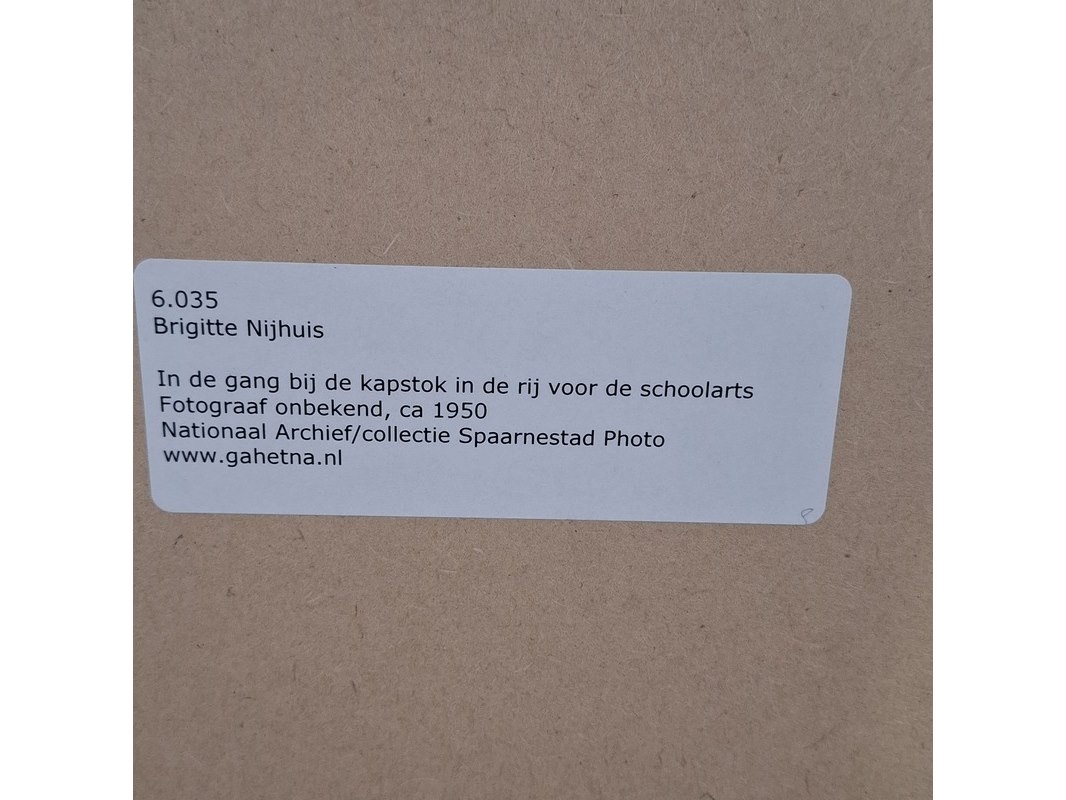 6.035
Brigitte Nijhuis
In de gang bij de kapstok in de rij voor de schoolarts
Fotograaf onbekend, ca 1950
Nationaal Archief/collectie Spaarnestad Photo
www.gahetna.nl